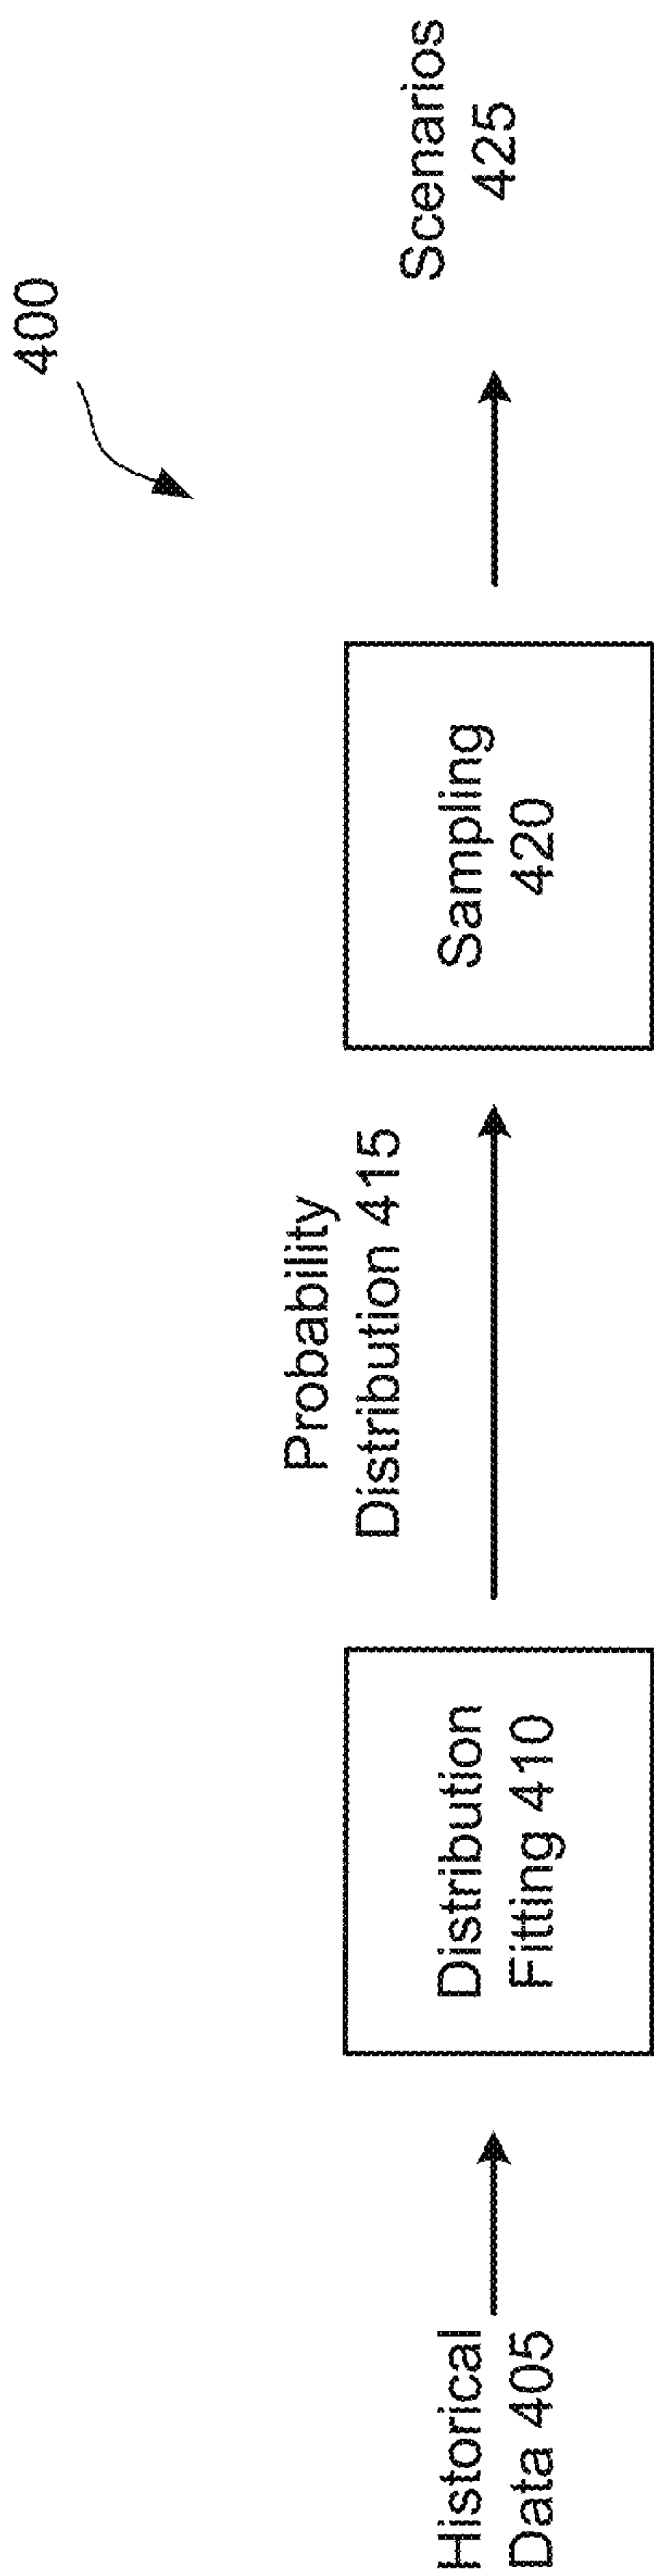 400
Historical
Data 405
Distribution
Fitting 410
Probability
Distribution 415
Sampling
420
Scenarios
425